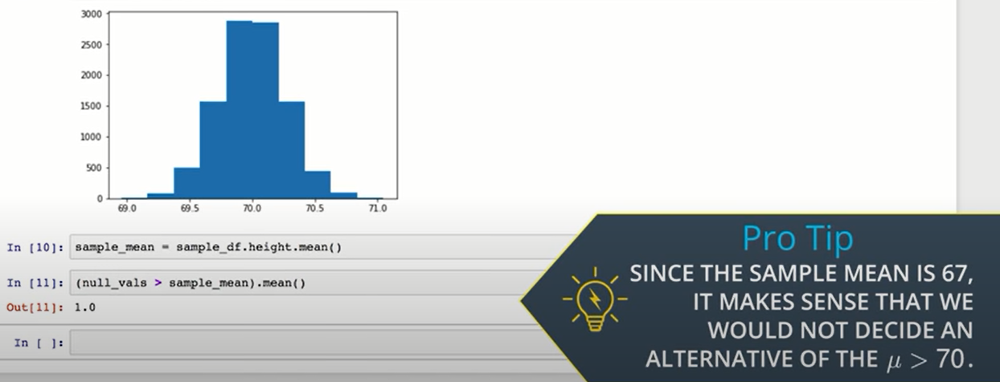 3000
2500
2000
1500
1000
500
0
69.0 69.5 70.0 70.5 71.0
In [10]: sample_mean = sample_df.height.mean()
In [11]: (null_vals > sample_mean).mean()
Out[11]: 1.0
In [ ]:
Pro Tip
SINCE THE SAMPLE MEAN IS 67,
IT MAKES SENSE THAT WE
WOULD NOT DECIDE AN
ALTERNATIVE OF THE μ > 70.